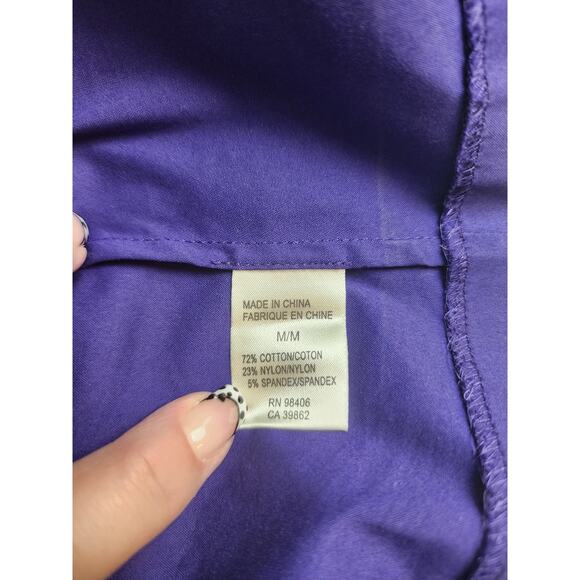 MADE IN CHINA
FABRIQUE EN CHINE
M/M
72% COTTON/COTON
23% NYLON/NYLON
5% SPANDEX/SPANDEX
RN 98406
CA 39862